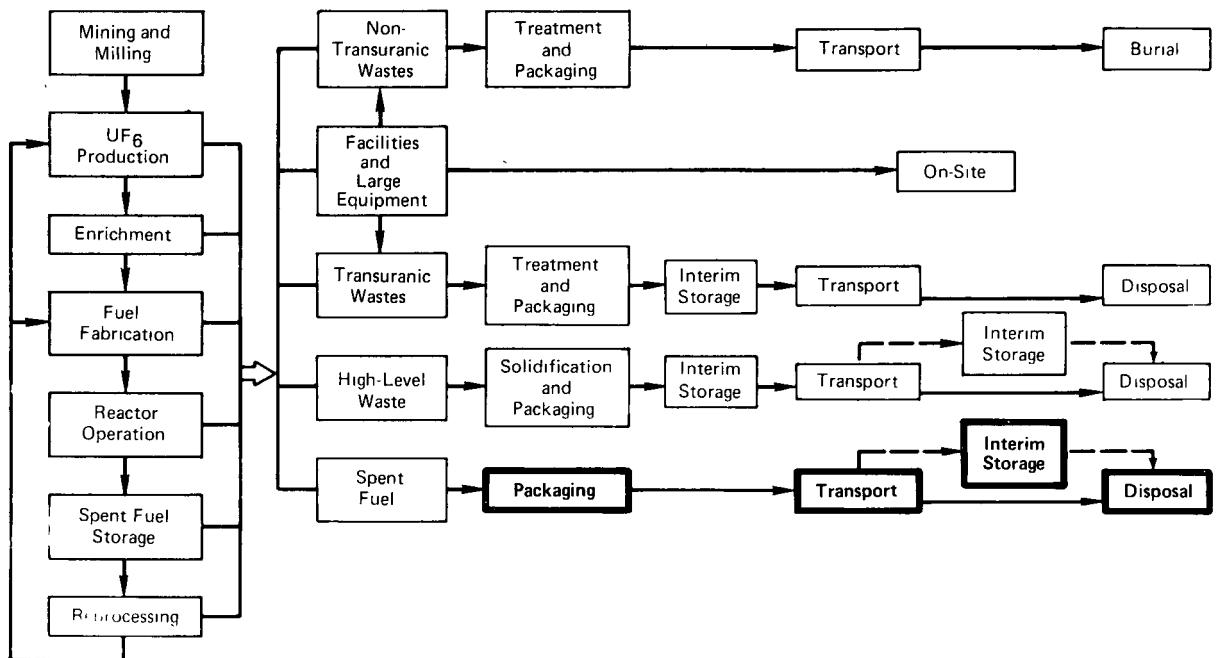 Mining and
Milling
UF6
Production
Enrichment
Fuel
Fabrication
Reactor
Operation
Spent Fuel
Storage
Reprocessing
Non-
Transuranic
Wastes
Treatment
and
Packaging
Transport
Burial
Facilities
and
Large
Equipment
On-Site
Transuranic
Wastes
Treatment
and
Packaging
Interim
Storage
Transport
Disposal
High-Level
Waste
Solidification
and
Packaging
Interim
Storage
Transport
Interim
Storage
Disposal
Spent
Fuel
Packaging
Transport
Interim
Storage
Disposal